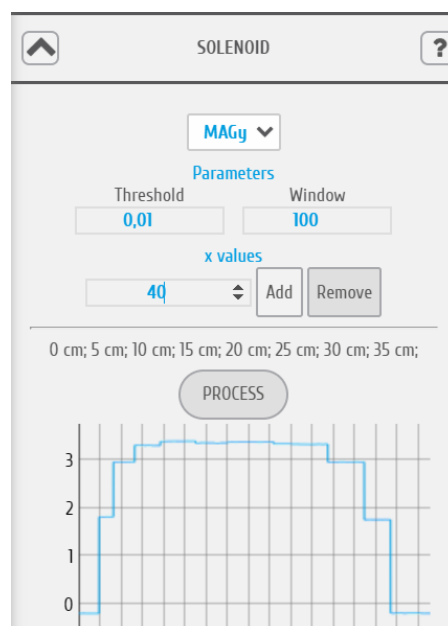 SOLENOID ?
MAGy
Parameters
Threshold Window
0,01 100
x values
40 Add Remove
0 cm; 5 cm; 10 cm; 15 cm; 20 cm; 25 cm; 30 cm; 35 cm;
PROCESS
3
2
1
0